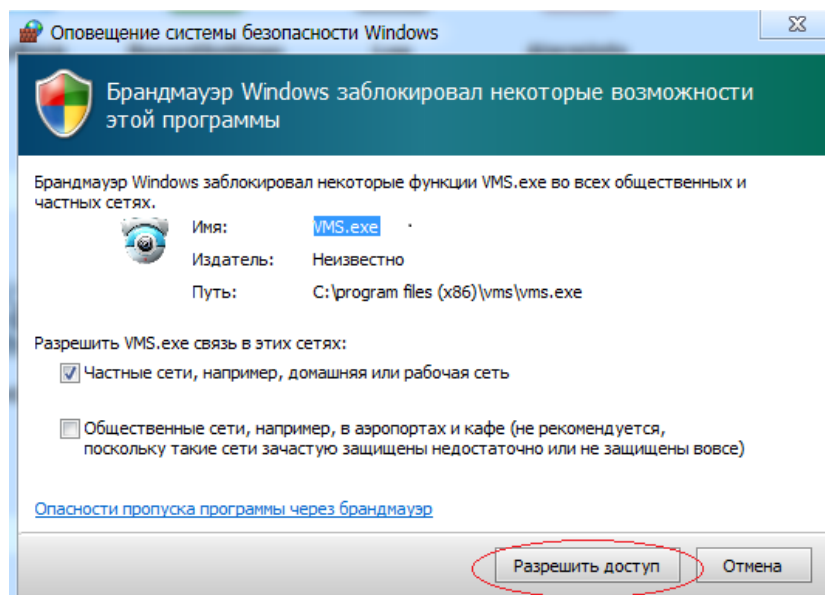 Оповещение системы безопасности Windows
Брандмауэр Windows заблокировал некоторые возможности
этой программы
Брандмауэр Windows заблокировал некоторые функции VMS.exe во всех общественных и
частных сетях.
Имя: VMS.exe
Издатель: Неизвестно
Путь: C:\program files (x86)\vms\vms.exe
Разрешить VMS.exe связь в этих сетях:
Частные сети, например, домашняя или рабочая сеть
Общественные сети, например, в аэропортах и кафе (не рекомендуется,
поскольку такие сети зачастую защищены недостаточно или не защищены вовсе)
Опасности пропуска программы через брандмауэр
Разрешить доступ Отмена